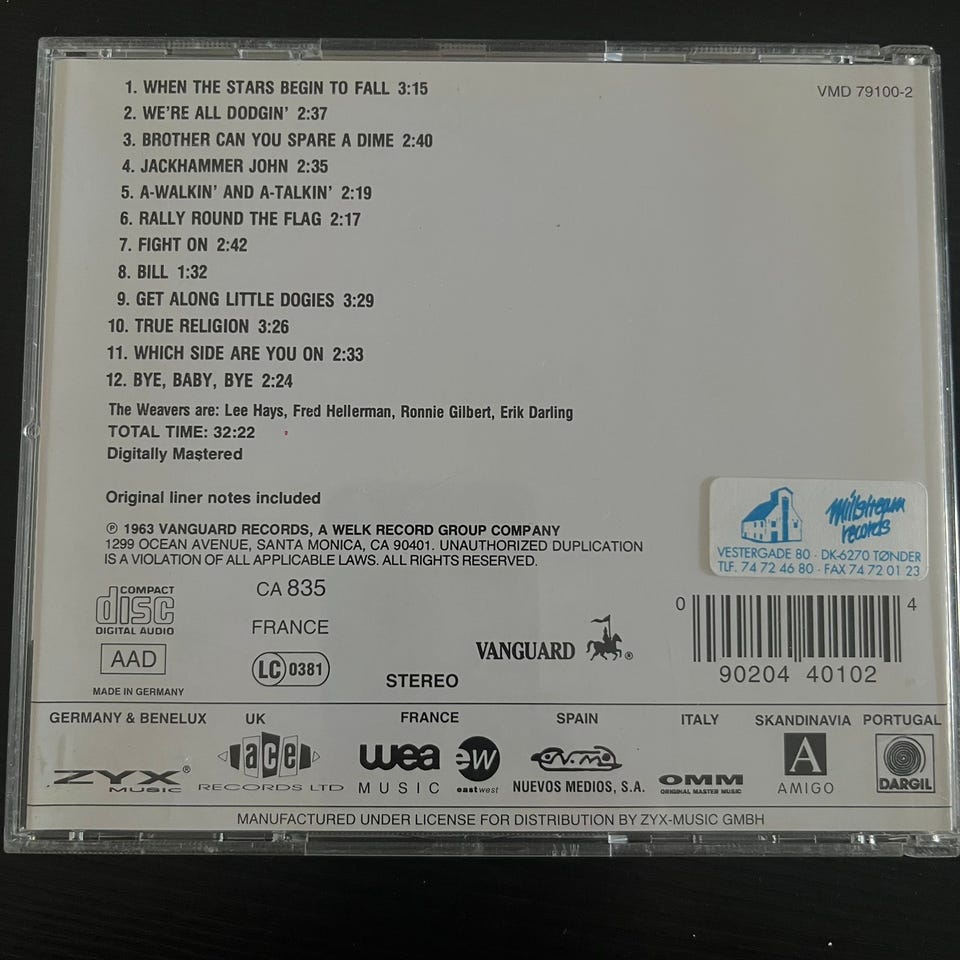 1. WHEN THE STARS BEGIN TO FALL 3:15
2. WE'RE ALL DODGIN' 2:37
3. BROTHER CAN YOU SPARE A DIME 2:40
4. JACKHAMMER JOHN 2:35
5. A-WALKIN' AND A-TALKIN' 2:19
6. RALLY ROUND THE FLAG 2:17
7. FIGHT ON 2:42
8. BILL 1:32
9. GET ALONG LITTLE DOGIES 3:29
10. TRUE RELIGION 3:26
11. WHICH SIDE ARE YOU ON 2:33
12. BYE, BABY, BYE 2:24
VMD 79100-2
The Weavers are: Lee Hays, Fred Hellerman, Ronnie Gilbert, Erik Darling
TOTAL TIME: 32:22
Digitally Mastered
Original liner notes included
℗ 1963 VANGUARD RECORDS, A WELK RECORD GROUP COMPANY
1299 OCEAN AVENUE, SANTA MONICA, CA 90401. UNAUTHORIZED DUPLICATION
IS A VIOLATION OF ALL APPLICABLE LAWS. ALL RIGHTS RESERVED.
Millstream
records
VESTERGADE 80 · DK-6270 TØNDER
TLF. 74 72 46 80 · FAX 74 72 01 23
COMPACT
disc
DIGITAL AUDIO
AAD
MADE IN GERMANY
CA 835
FRANCE
LC 0381
STEREO
VANGUARD ®
0 90204 40102 4
GERMANY & BENELUX UK FRANCE SPAIN ITALY SKANDINAVIA PORTUGAL
ZYX ®
MUSIC
ace
RECORDS LTD
wea
MUSIC
ew
eastwest
N.M.
NUEVOS MEDIOS, S.A.
OMM
ORIGINAL MASTER MUSIC
A
AMIGO
DARGIL
MANUFACTURED UNDER LICENSE FOR DISTRIBUTION BY ZYX-MUSIC GMBH